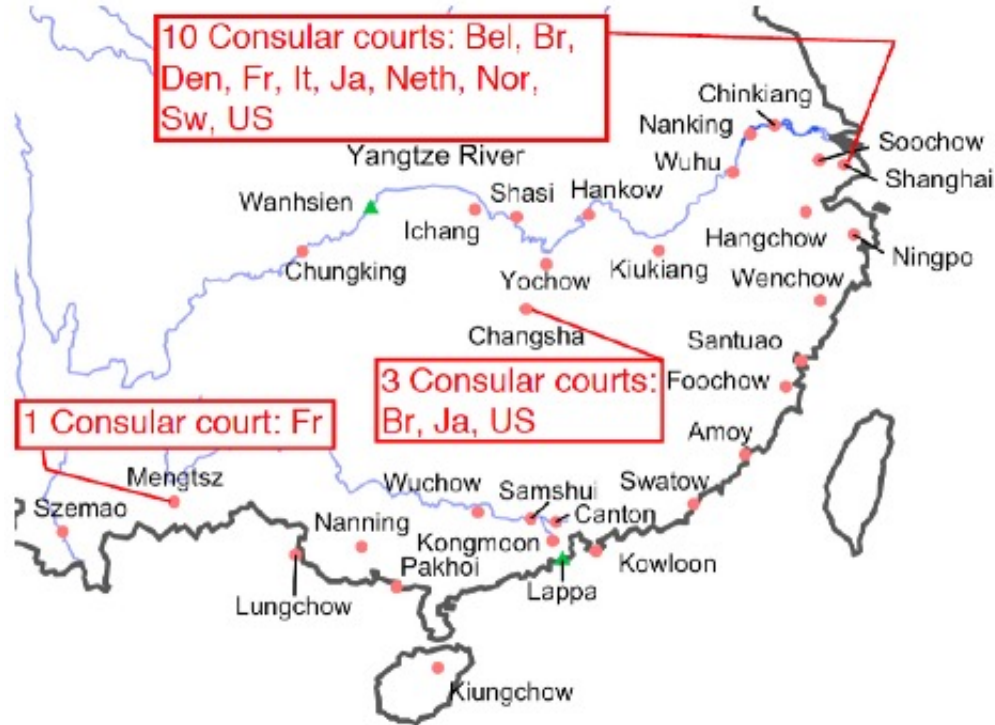 10 Consular courts: Bel, Br,
Den, Fr, It, Ja, Neth, Nor,
Sw, US
Chinkiang
Nanking
Soochow
Wuhu
Shanghai
Yangtze River
Wanhsien
Shasi
Hankow
Ichang
Hangchow
Ningpo
Chungking
Yochow
Kiukiang
Wenchow
Changsha
Santuao
3 Consular courts:
Br, Ja, US
Foochow
1 Consular court: Fr
Amoy
Mengtsz
Wuchow
Samshui
Swatow
Szemao
Canton
Nanning
Kongmoon
Kowloon
Pakhoi
Lappa
Lungchow
Kiungchow